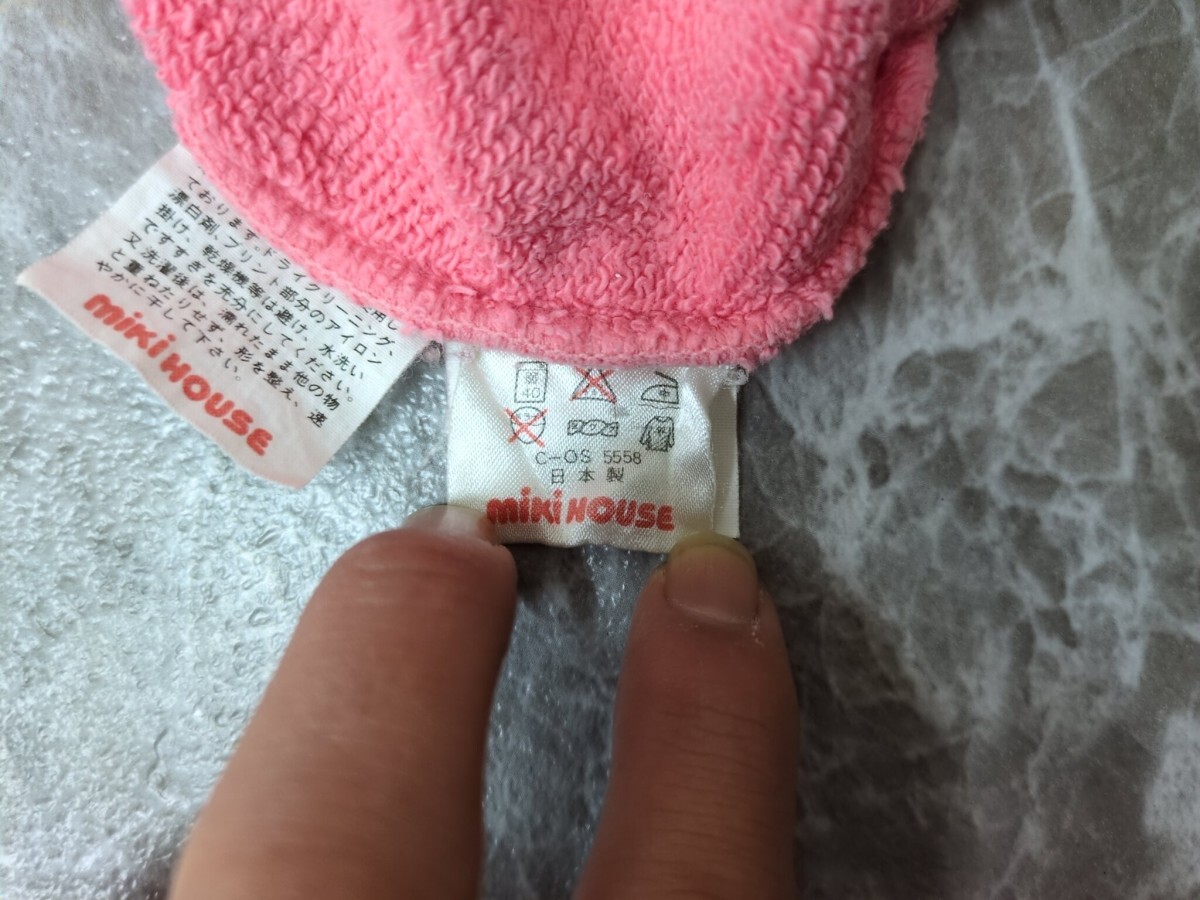 ております。ドライクリーニング、
漂白剤、プリント部分のアイロン
掛け、乾燥機等は避け、水洗い
ですすぎを充分にしてください。
又、洗濯後は、濡れたまま他の物
と重ねたりせず、形を整え、速
やかに干して下さい。
miKi HOUSE
40
C-OS 5558
日本製
miKi HOUSE